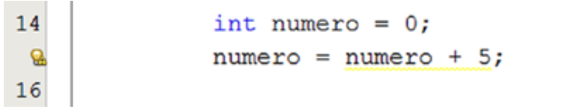 14 int numero = 0;
numero = numero + 5;
16